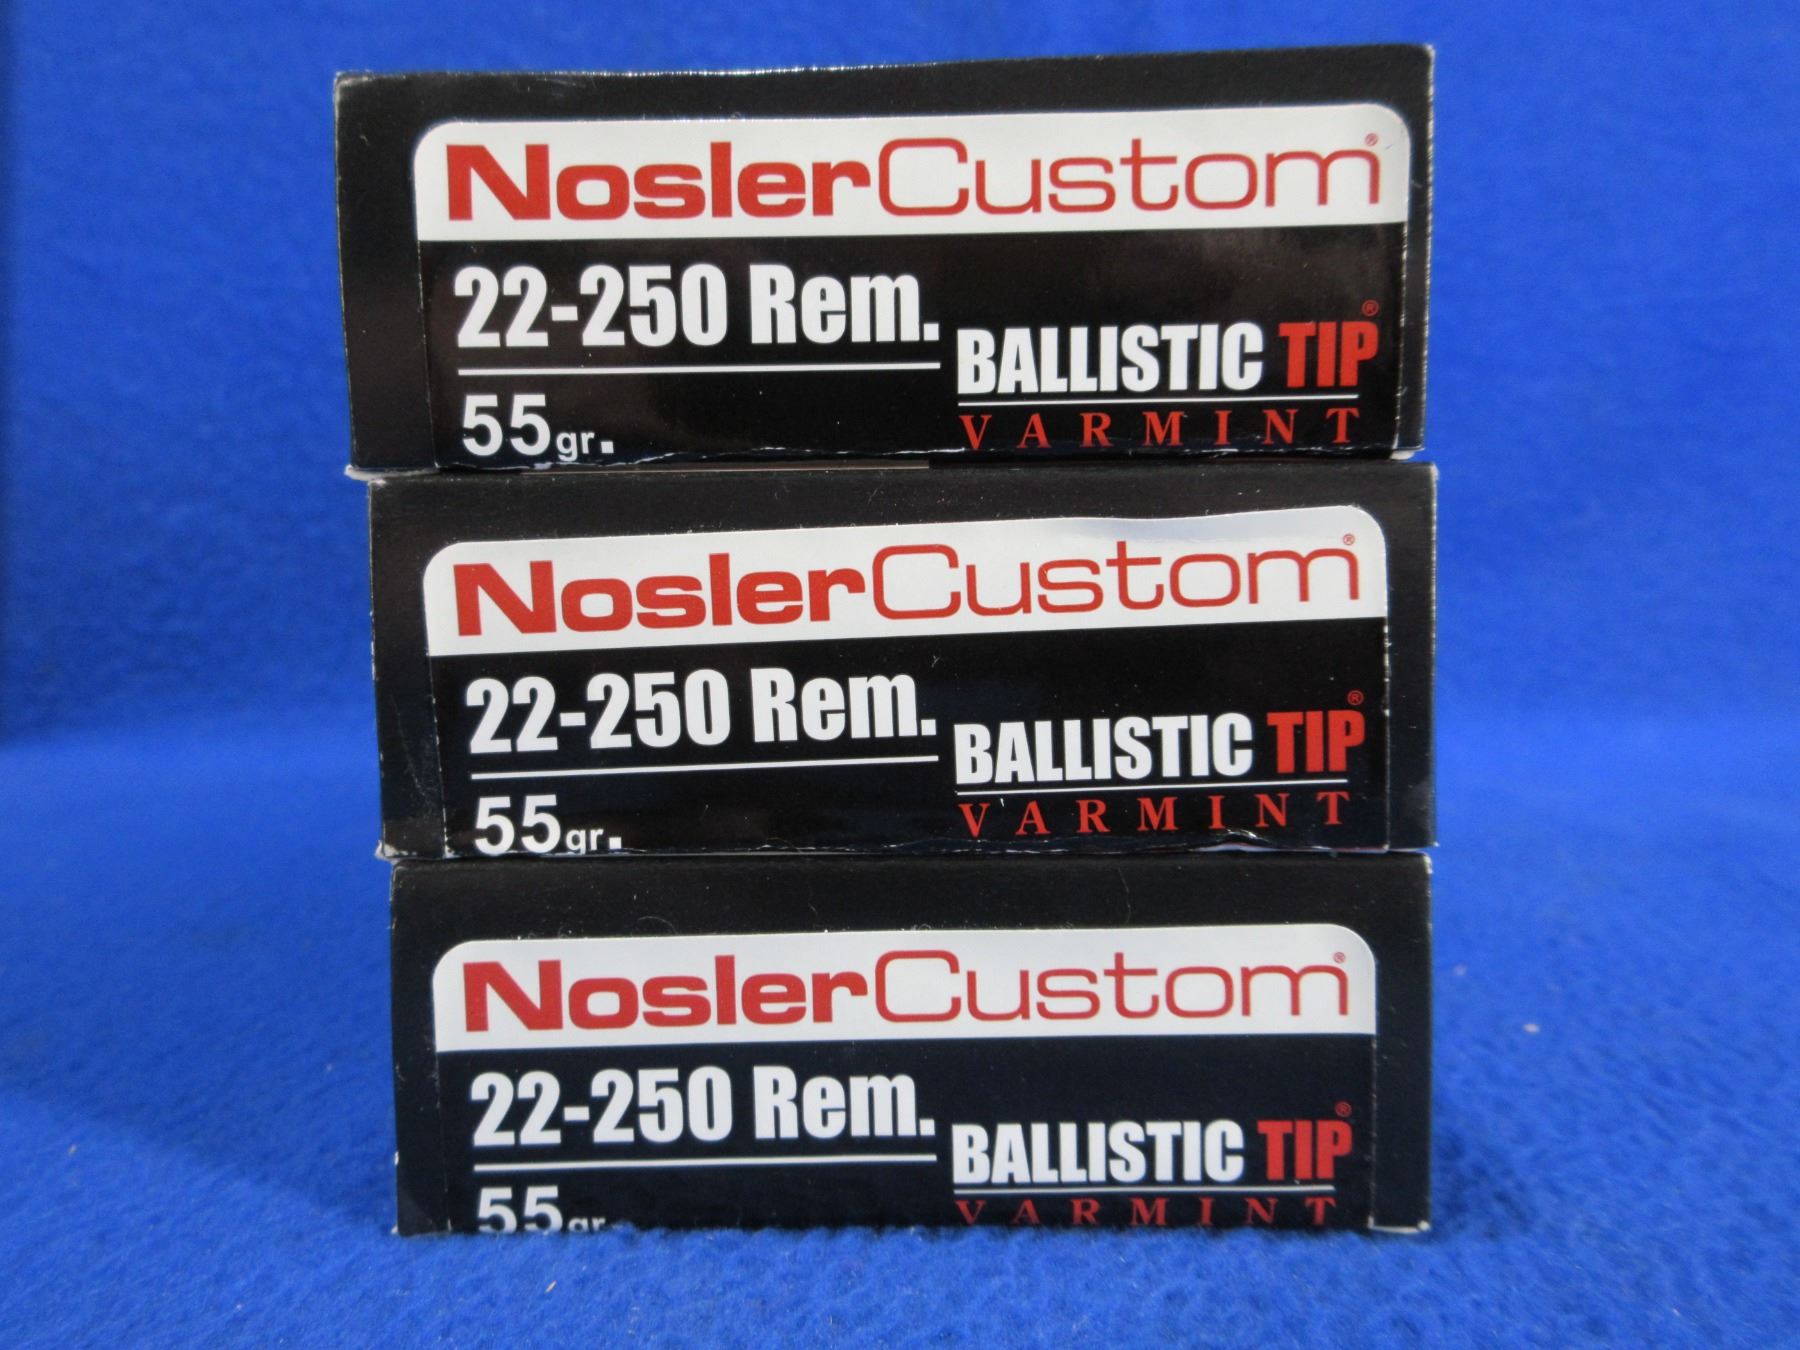 NoslerCustom®
22-250 Rem.
BALLISTIC TIP®
55gr.
VARMINT
NoslerCustom®
22-250 Rem.
BALLISTIC TIP®
55gr.
VARMINT
NoslerCustom®
22-250 Rem.
BALLISTIC TIP®
55gr.
VARMINT